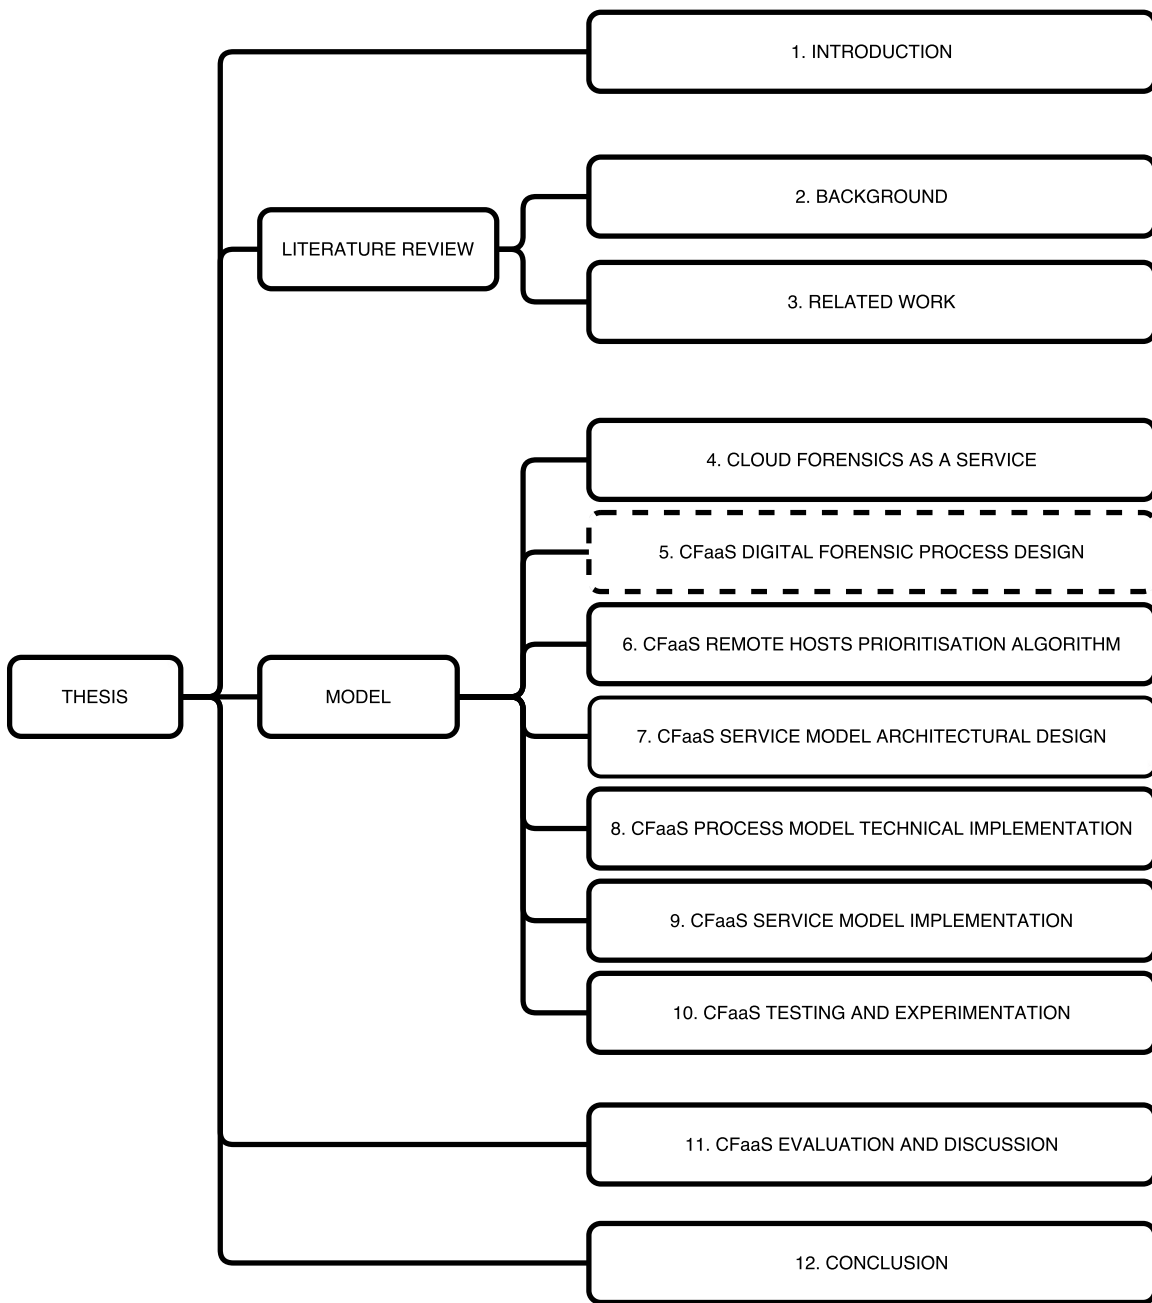 1. INTRODUCTION
2. BACKGROUND
LITERATURE REVIEW
3. RELATED WORK
4. CLOUD FORENSICS AS A SERVICE
5. CFaaS DIGITAL FORENSIC PROCESS DESIGN
6. CFaaS REMOTE HOSTS PRIORITISATION ALGORITHM
THESIS
MODEL
7. CFaaS SERVICE MODEL ARCHITECTURAL DESIGN
8. CFaaS PROCESS MODEL TECHNICAL IMPLEMENTATION
9. CFaaS SERVICE MODEL IMPLEMENTATION
10. CFaaS TESTING AND EXPERIMENTATION
11. CFaaS EVALUATION AND DISCUSSION
12. CONCLUSION